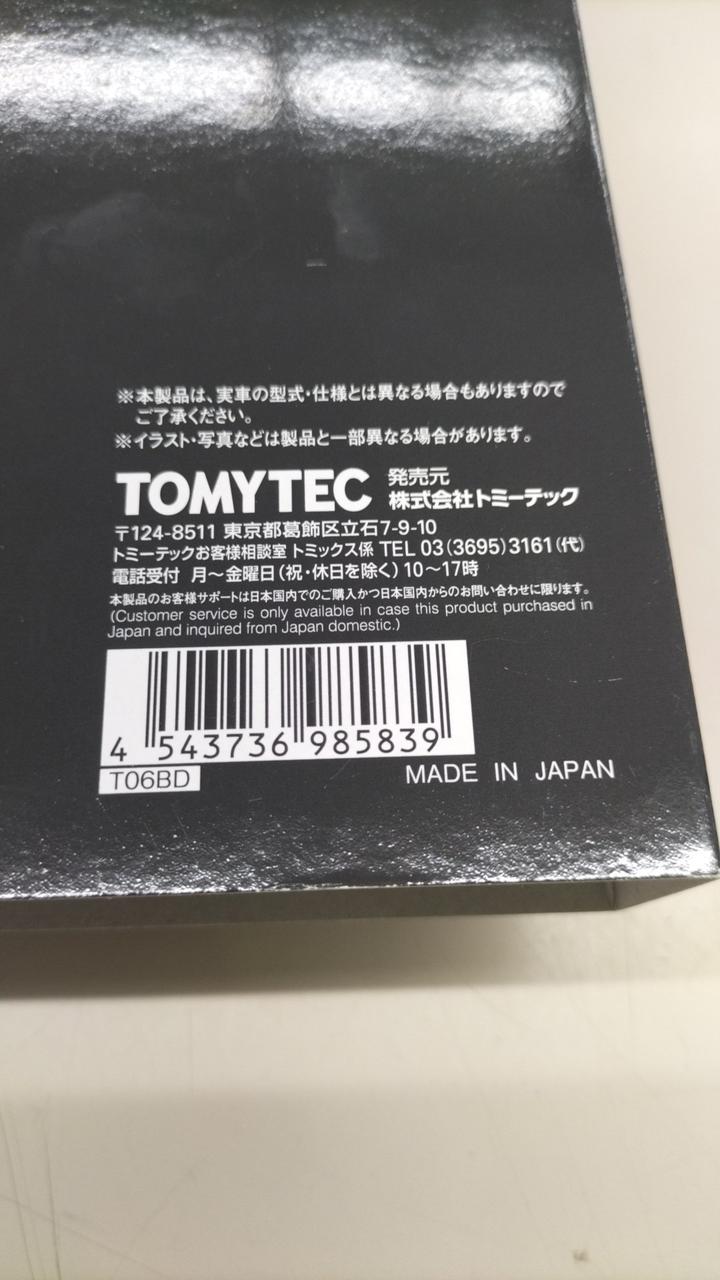 ※本製品は、実車の型式・仕様とは異なる場合もありますので
ご了承ください。
※イラスト・写真などは製品と一部異なる場合があります。
TOMYTEC 発売元
株式会社トミーテック
〒124-8511 東京都葛飾区立石7-9-10
トミーテックお客様相談室 トミックス係 TEL 03(3695)3161(代)
電話受付 月〜金曜日(祝・休日を除く)10〜17時
本製品のお客様サポートは日本国内でのご購入かつ日本国内からのお問い合わせに限ります。
(Customer service is only available in case this product purchased in
Japan and inquired from Japan domestic.)
4 543736 985839
T06BD
MADE IN JAPAN